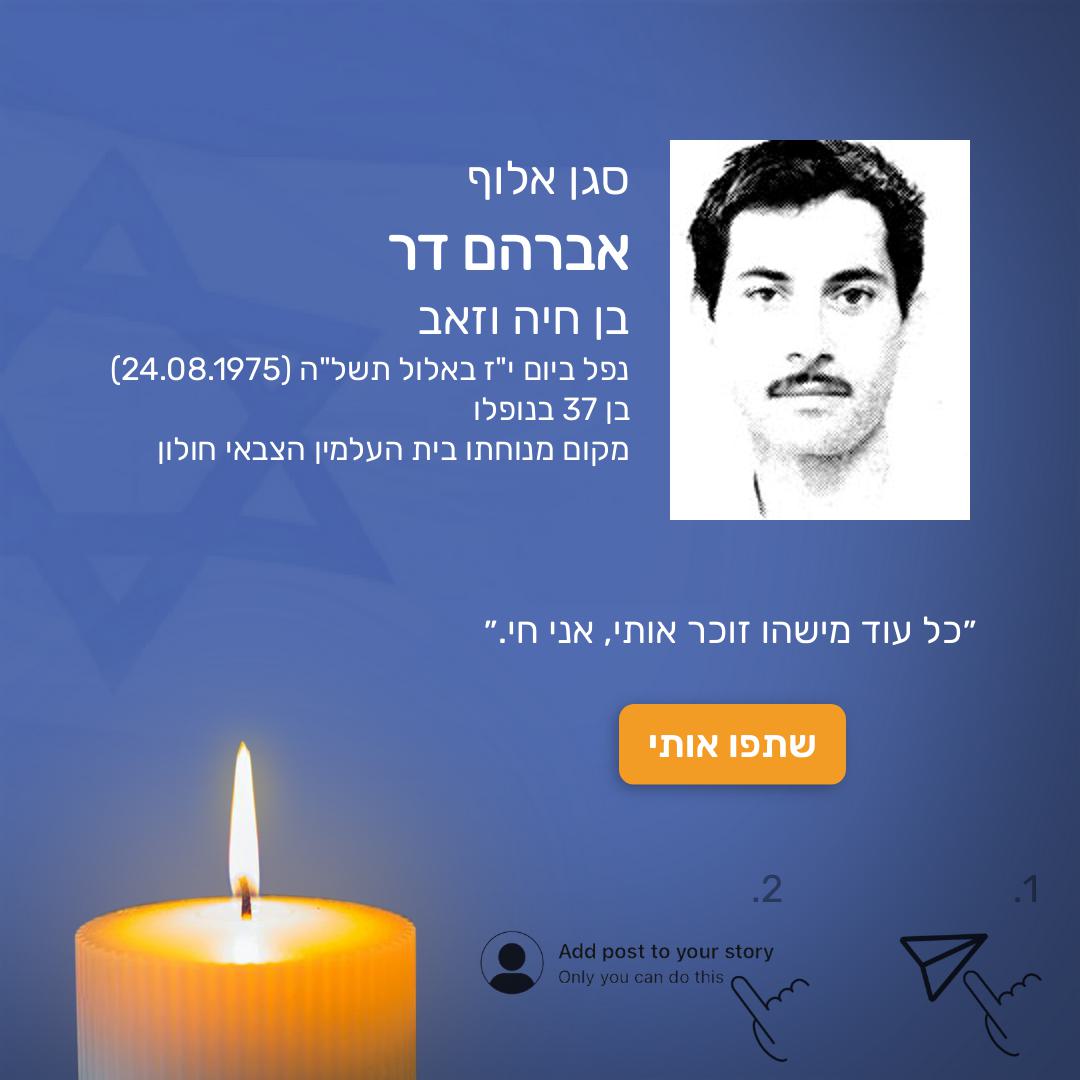 סגן אלוף
אברהם דר
בן חיה וזאב
נפל ביום י"ז באלול תשל"ה (24.08.1975)
בן 37 בנופלו
מקום מנוחתו בית העלמין הצבאי חולון
״כל עוד מישהו זוכר אותי, אני חי.״
שתפו אותי
1.
2.
Add post to your story
Only you can do this